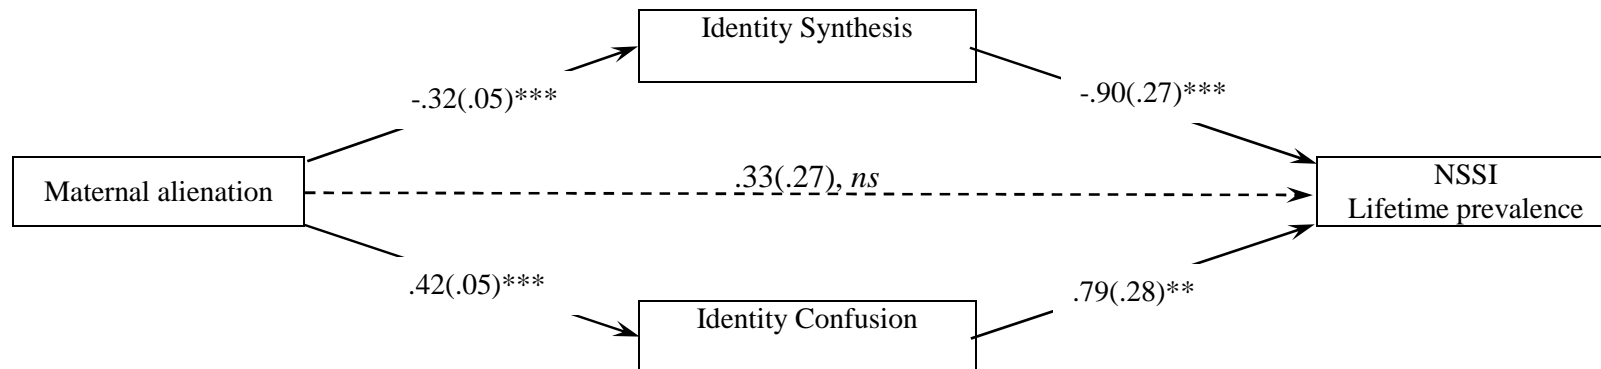 Identity Synthesis
-.32(.05)***
-.90(.27)***
Maternal alienation
.33(.27), ns
NSSI
Lifetime prevalence
.42(.05)***
.79(.28)**
Identity Confusion